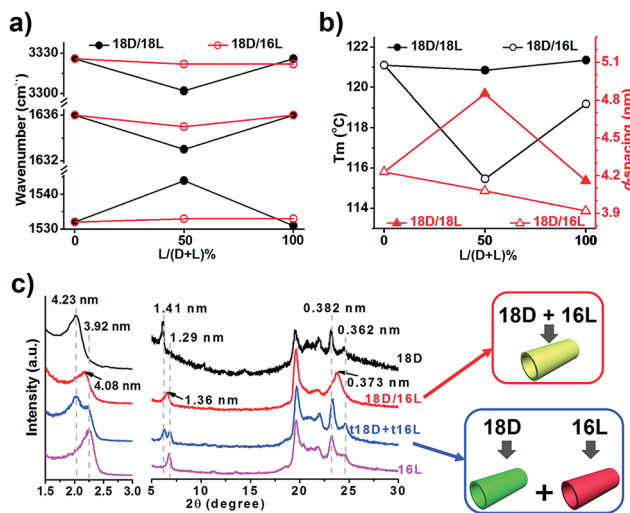 a)
18D/18L 18D/16L
Wavenumber (cm⁻¹)
3325
3300
1636
1632
1540
1530
0 50 100
L/(D+L)%
b)
18D/18L 18D/16L
Tm (°C)
122
121
120
118
116
114
5.1
4.8
4.5
4.2
3.9
d-spacing (nm)
18D/18L 18D/16L
0 50 100
L/(D+L)%
c)
Intensity (a.u.)
4.23 nm
3.92 nm
4.08 nm
1.41 nm
1.29 nm
1.36 nm
0.382 nm
0.362 nm
0.373 nm
18D
18D/16L
t18D+t16L
16L
1.5 2.0 2.5 3.0 5 10 15 20 25 30
2θ (degree)
18D + 16L
18D 16L
+